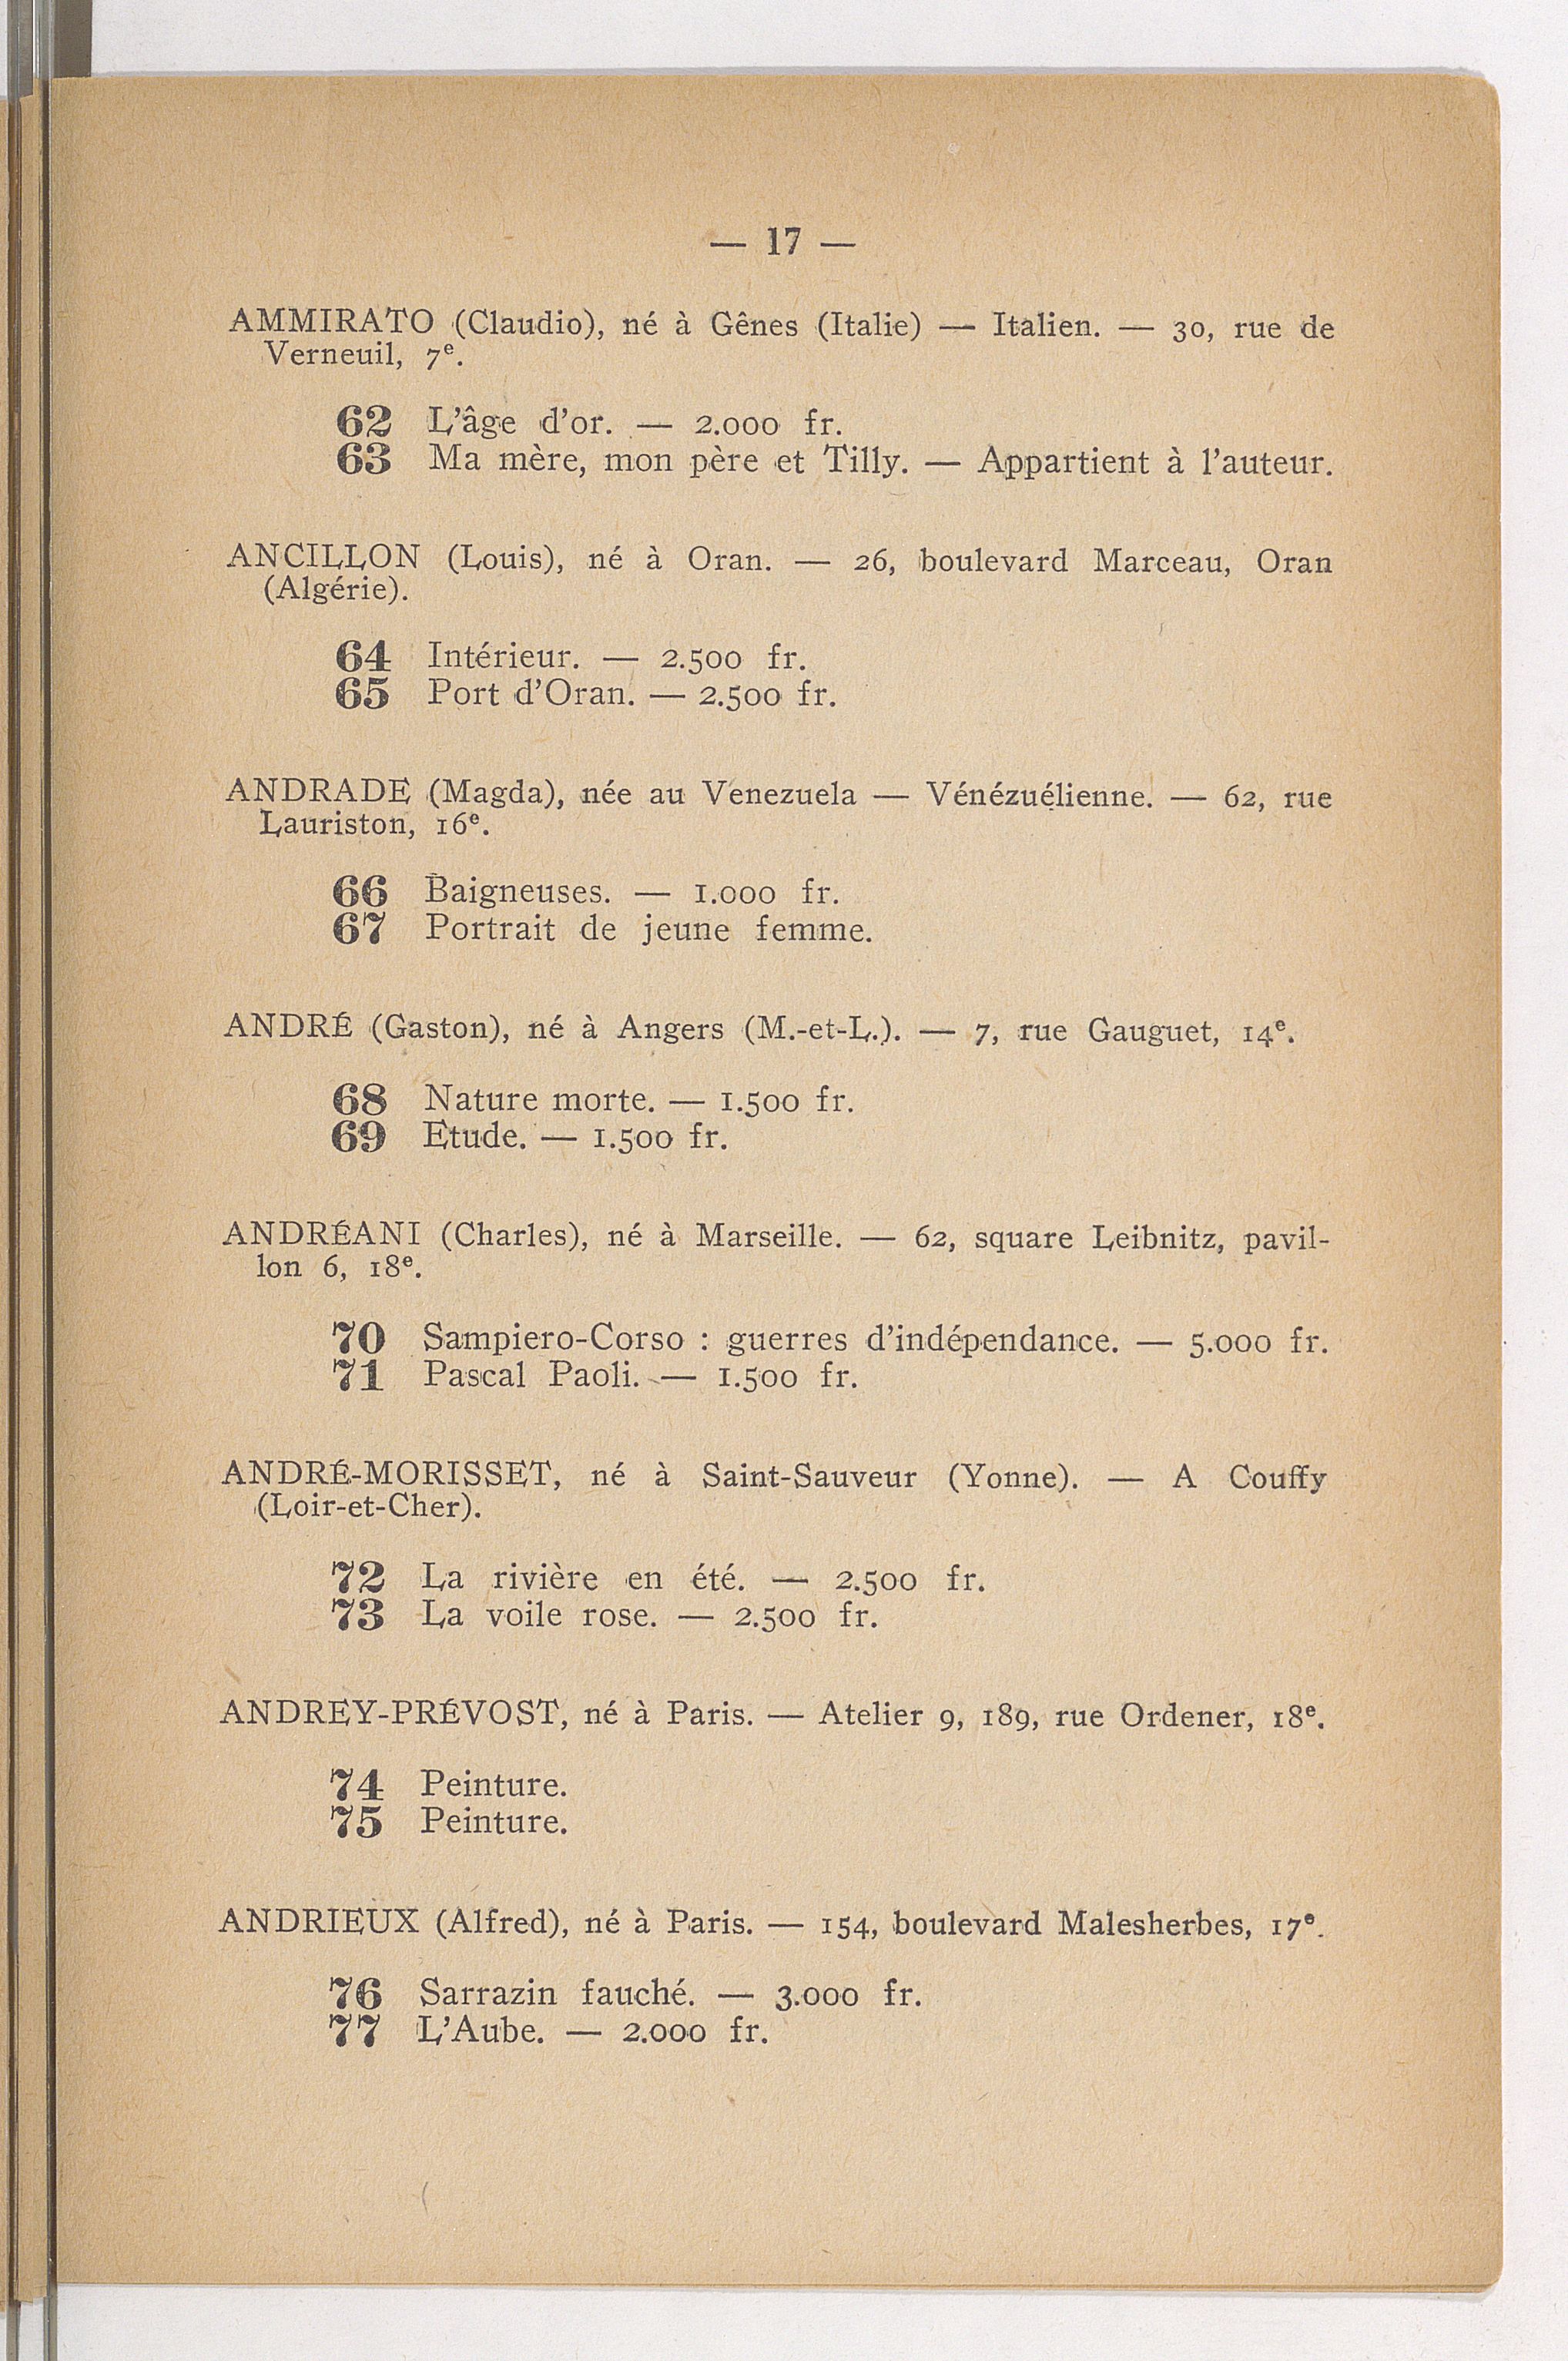 — 17 —
AMMIRATO (Claudio), né à Gênes (Italie) — Italien. — 30, rue de
Verneuil, 7e.
62 L'âge d'or. — 2.000 fr.
63 Ma mère, mon père et Tilly. — Appartient à l'auteur.
ANCILLON (Louis), né à Oran. — 26, boulevard Marceau, Oran
(Algérie).
64 Intérieur. — 2.500 fr.
65 Port d'Oran. — 2.500 fr.
ANDRADE (Magda), née au Venezuela — Vénézuélienne. — 62, rue
Lauriston, 16e.
66 Baigneuses. — 1.000 fr.
67 Portrait de jeune femme.
ANDRÉ (Gaston), né à Angers (M.-et-L.). — 7, rue Gauguet, 14e.
68 Nature morte. — 1.500 fr.
69 Etude. — 1.500 fr.
ANDRÉANI (Charles), né à Marseille. — 62, square Leibnitz, pavil-
lon 6, 18e.
70 Sampiero-Corso : guerres d'indépendance. — 5.000 fr.
71 Pascal Paoli. — 1.500 fr.
ANDRÉ-MORISSET, né à Saint-Sauveur (Yonne). — A Couffy
(Loir-et-Cher).
72 La rivière en été. — 2.500 fr.
73 La voile rose. — 2.500 fr.
ANDREY-PRÉVOST, né à Paris. — Atelier 9, 189, rue Ordener, 18e.
74 Peinture.
75 Peinture.
ANDRIEUX (Alfred), né à Paris. — 154, boulevard Malesherbes, 17e.
76 Sarrazin fauché. — 3.000 fr.
77 L'Aube. — 2.000 fr.